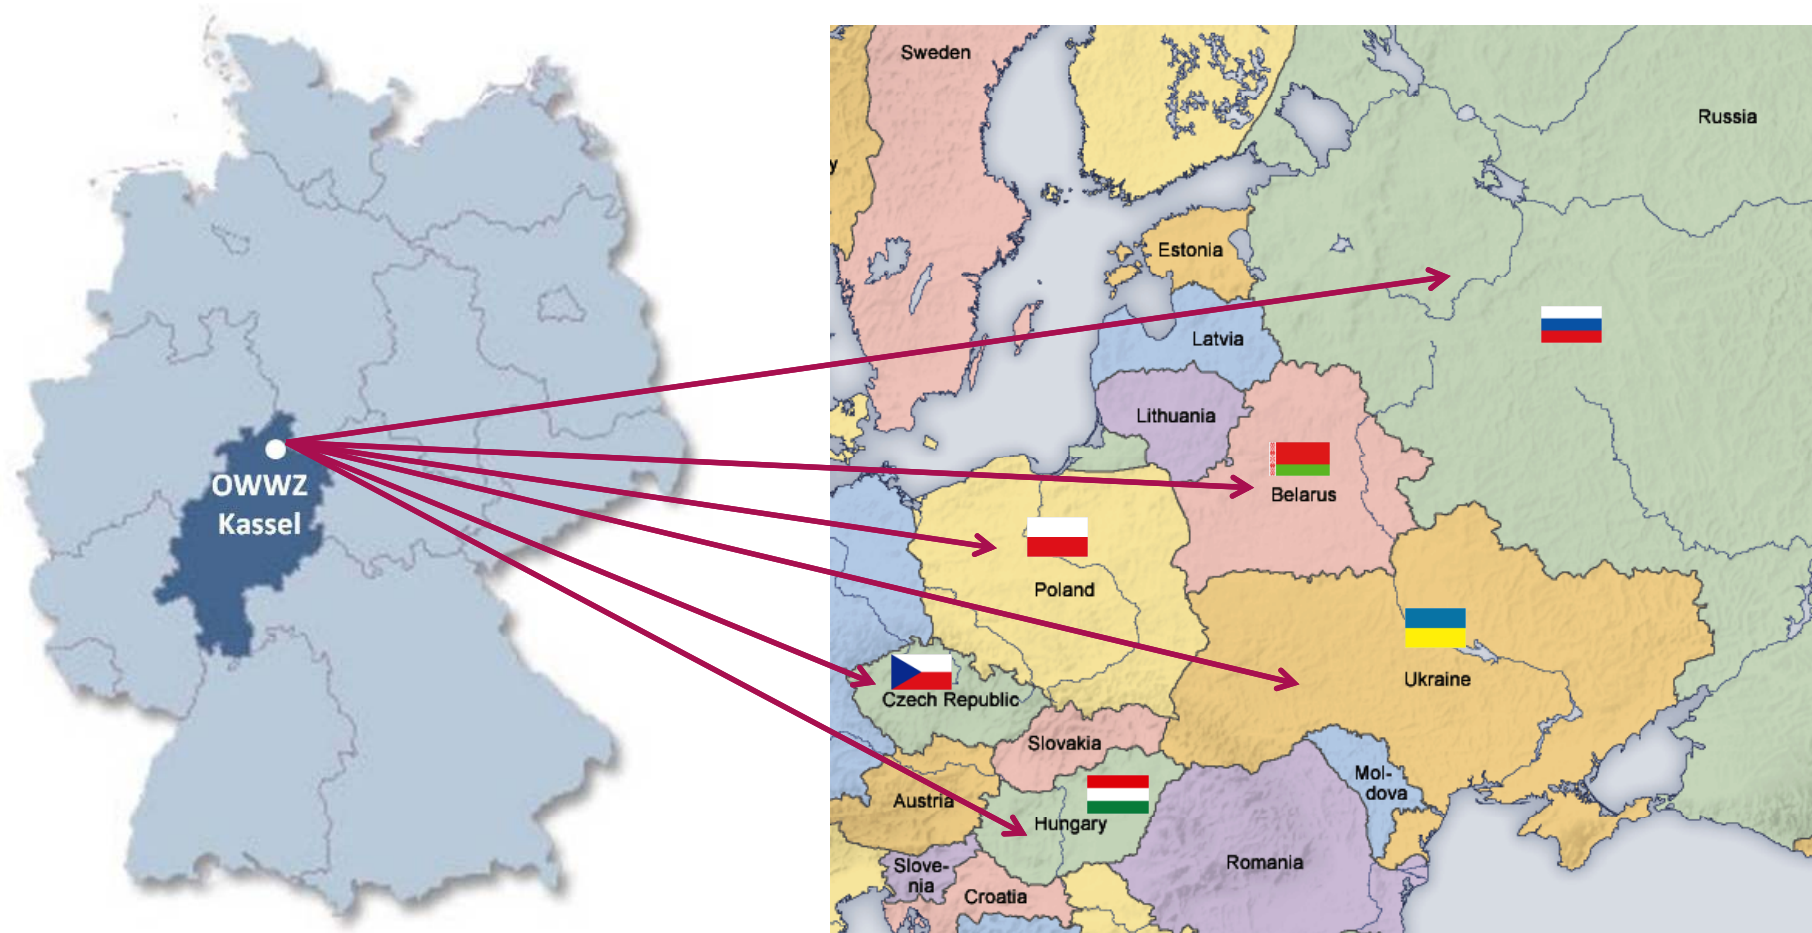 OWWZ
Kassel
Sweden
Russia
y
Estonia
Latvia
Lithuania
Belarus
Poland
Ukraine
Czech Republic
Slovakia
Mol-
dova
Austria
Hungary
Slove-
nia
Romania
Croatia